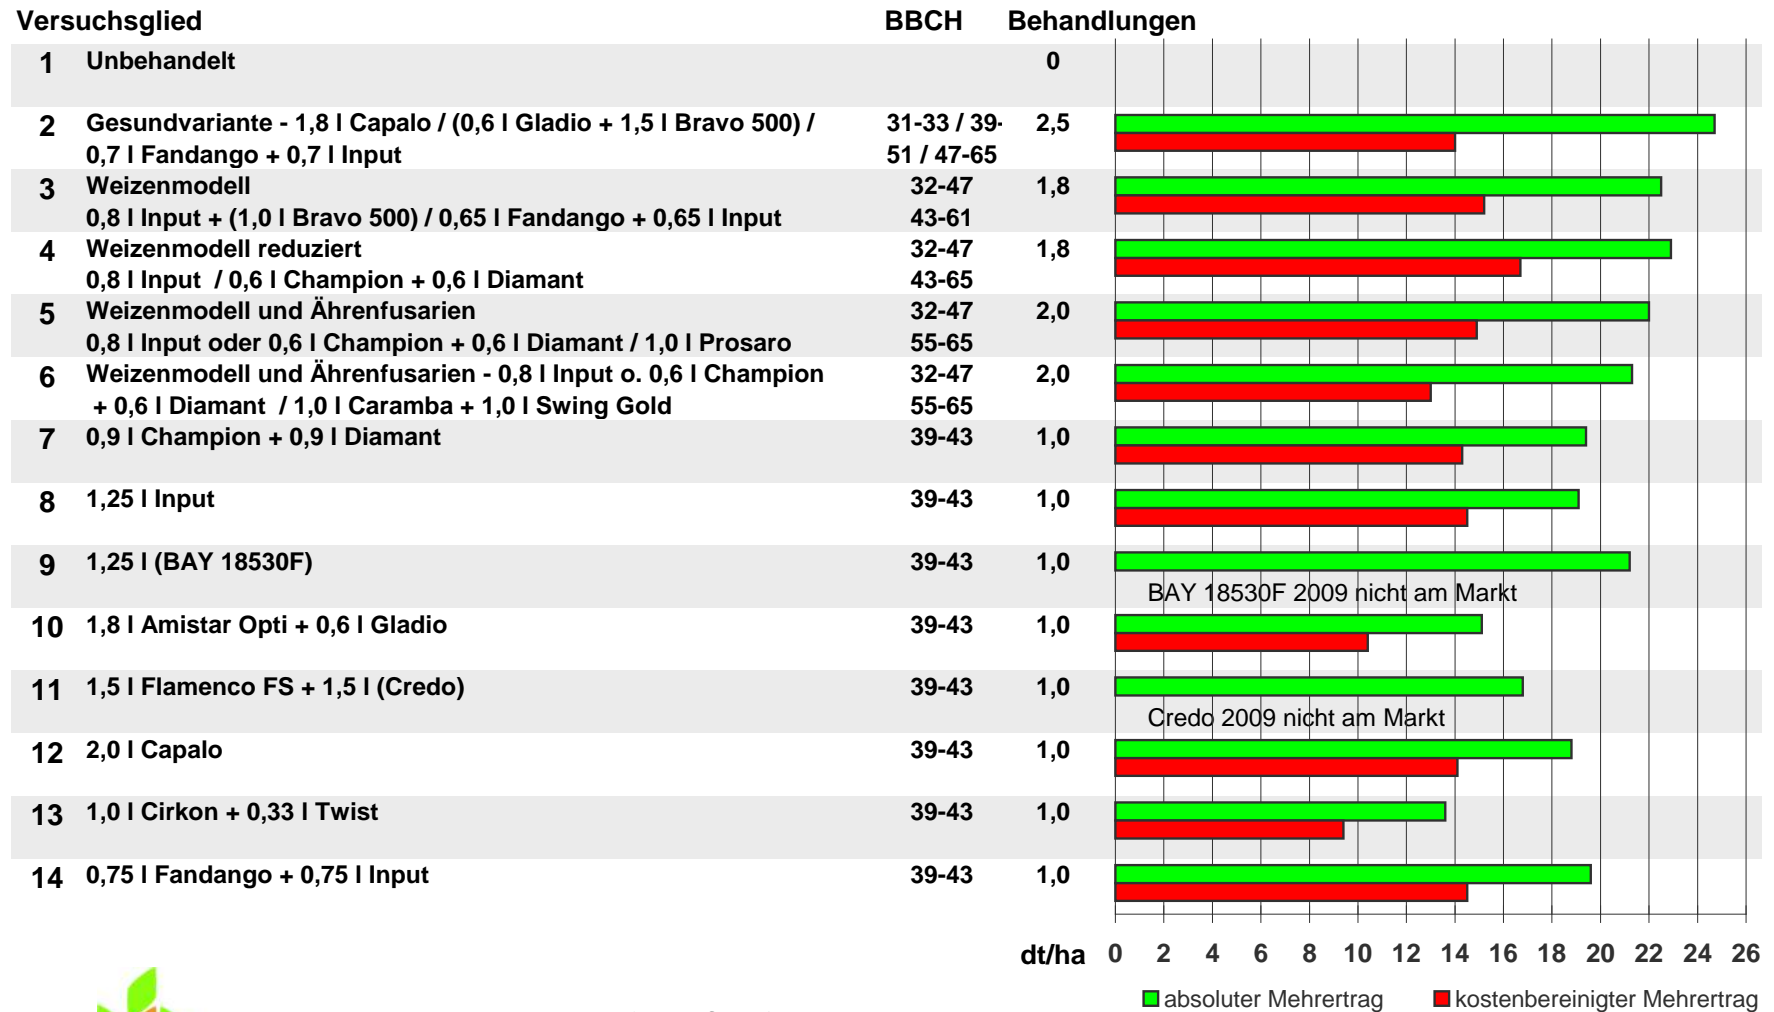 Versuchsglied BBCH Behandlungen
1 Unbehandelt 0
2 Gesundvariante - 1,8 l Capalo / (0,6 l Gladio + 1,5 l Bravo 500) / 31-33 / 39- 2,5
0,7 l Fandango + 0,7 l Input 51 / 47-65
3 Weizenmodell 32-47 1,8
0,8 l Input + (1,0 l Bravo 500) / 0,65 l Fandango + 0,65 l Input 43-61
4 Weizenmodell reduziert 32-47 1,8
0,8 l Input / 0,6 l Champion + 0,6 l Diamant 43-65
5 Weizenmodell und Ährenfusarien 32-47 2,0
0,8 l Input oder 0,6 l Champion + 0,6 l Diamant / 1,0 l Prosaro 55-65
6 Weizenmodell und Ährenfusarien - 0,8 l Input o. 0,6 l Champion 32-47 2,0
+ 0,6 l Diamant / 1,0 l Caramba + 1,0 l Swing Gold 55-65
7 0,9 l Champion + 0,9 l Diamant 39-43 1,0
8 1,25 l Input 39-43 1,0
9 1,25 l (BAY 18530F) 39-43 1,0
BAY 18530F 2009 nicht am Markt
10 1,8 l Amistar Opti + 0,6 l Gladio 39-43 1,0
11 1,5 l Flamenco FS + 1,5 l (Credo) 39-43 1,0
Credo 2009 nicht am Markt
12 2,0 l Capalo 39-43 1,0
13 1,0 l Cirkon + 0,33 l Twist 39-43 1,0
14 0,75 l Fandango + 0,75 l Input 39-43 1,0
dt/ha 0 2 4 6 8 10 12 14 16 18 20 22 24 26
absoluter Mehrertrag kostenbereinigter Mehrertrag